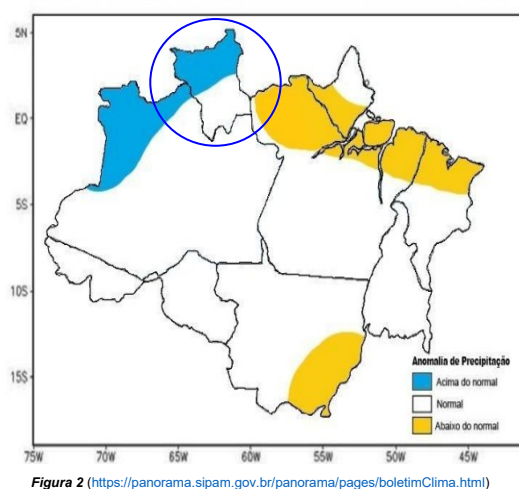 5N
EQ
5S
10S
15S
75W 70W 65W 60W 55W 50W 45W
Anomalia de Precipitação
Acima do normal
Normal
Abaixo do normal
Figura 2 (https://panorama.sipam.gov.br/panorama/pages/boletimClima.html)